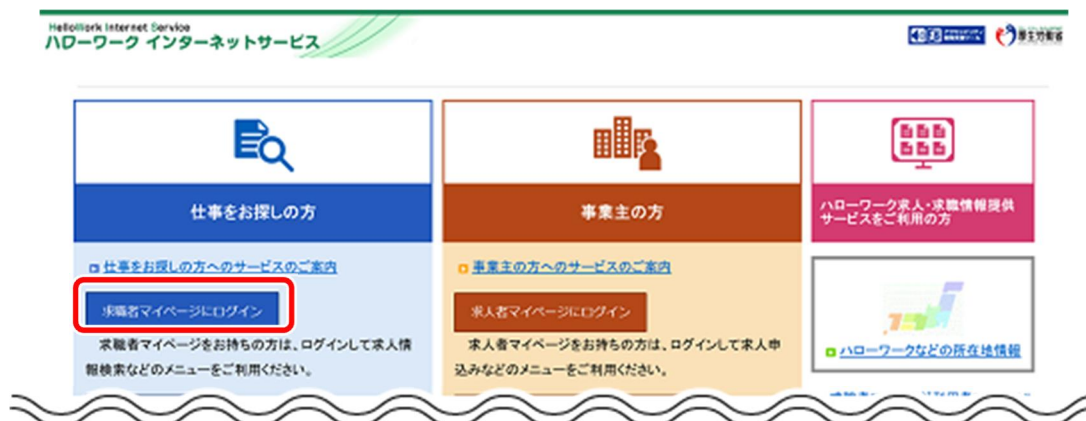 HelloWork Internet Service
ハローワーク インターネットサービス
厚生労働省
仕事をお探しの方
事業主の方
ハローワーク求人・求職情報提供
サービスをご利用の方
仕事をお探しの方へのサービスのご案内
事業主の方へのサービスのご案内
求職者マイページにログイン
求人者マイページにログイン
求職者マイページをお持ちの方は、ログインして求人情
報検索などのメニューをご利用ください。
求人者マイページをお持ちの方は、ログインして求人申
込みなどのメニューをご利用ください。
ハローワークなどの所在地情報